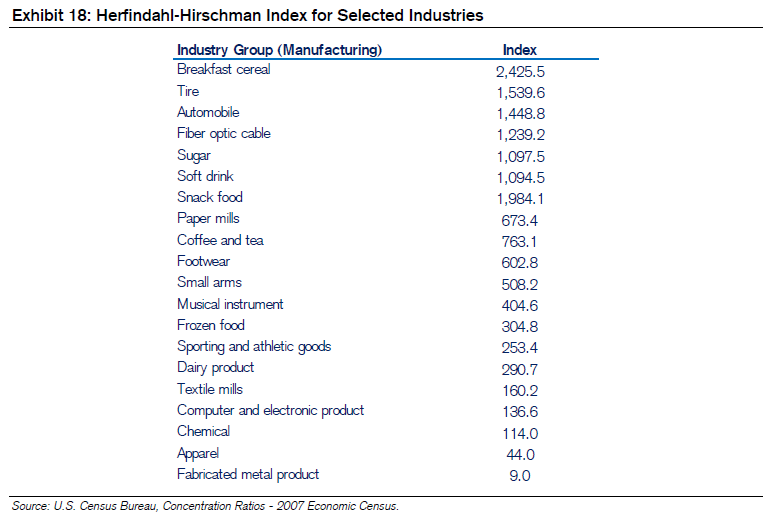 Exhibit 18: Herfindahl-Hirschman Index for Selected Industries
Industry Group (Manufacturing) Index
Breakfast cereal 2,425.5
Tire 1,539.6
Automobile 1,448.8
Fiber optic cable 1,239.2
Sugar 1,097.5
Soft drink 1,094.5
Snack food 1,984.1
Paper mills 673.4
Coffee and tea 763.1
Footwear 602.8
Small arms 508.2
Musical instrument 404.6
Frozen food 304.8
Sporting and athletic goods 253.4
Dairy product 290.7
Textile mills 160.2
Computer and electronic product 136.6
Chemical 114.0
Apparel 44.0
Fabricated metal product 9.0
Source: U.S. Census Bureau, Concentration Ratios - 2007 Economic Census.